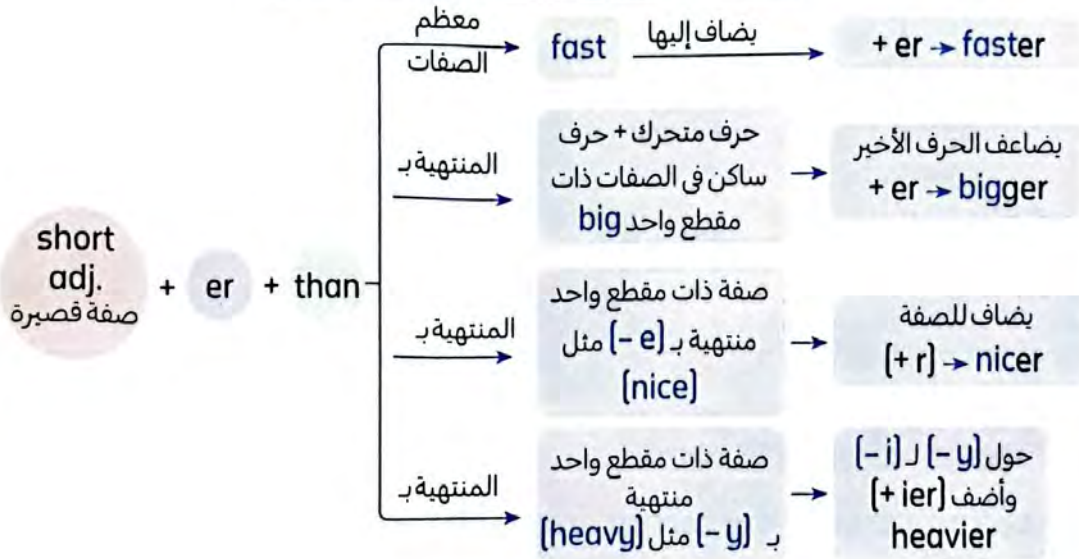 short
adj.
صفة قصيرة
+ er + than
معظم
الصفات
fast
يضاف إليها
+ er → faster
المنتهية بـ
حرف متحرك + حرف
ساكن فى الصفات ذات
مقطع واحد big
يضاعف الحرف الأخير
+ er → bigger
المنتهية بـ
صفة ذات مقطع واحد
منتهية بـ (– e) مثل
(nice)
يضاف للصفة
(+ r) → nicer
المنتهية بـ
صفة ذات مقطع واحد
منتهية
بـ (– y) مثل (heavy)
حول (– y) لـ (– i)
وأضف (+ ier)
heavier